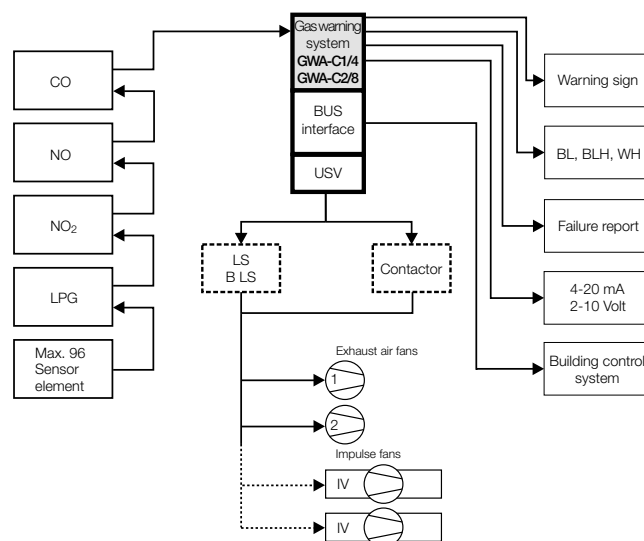 Gas warning
system
GWA-C1/4
GWA-C2/8
BUS
interface
USV
CO
NO
NO₂
LPG
Max. 96
Sensor
element
Warning sign
BL, BLH, WH
Failure report
4-20 mA
2-10 Volt
Building control
system
LS
B LS
Contactor
Exhaust air fans
1
2
Impulse fans
IV
IV